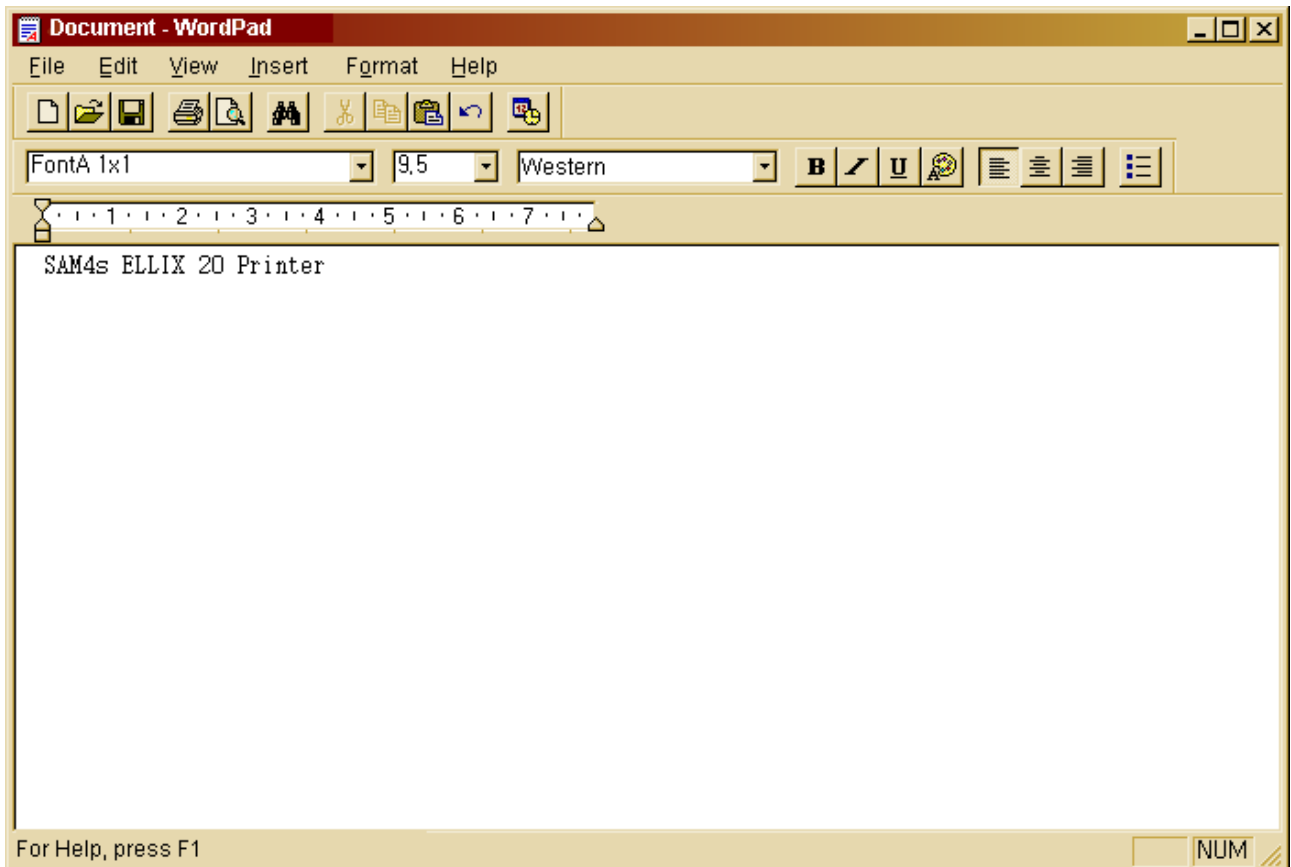 Document - WordPad
File Edit View Insert Format Help
FontA 1x1 9,5 Western B I U
1 2 3 4 5 6 7
SAM4s ELLIX 20 Printer
For Help, press F1 NUM